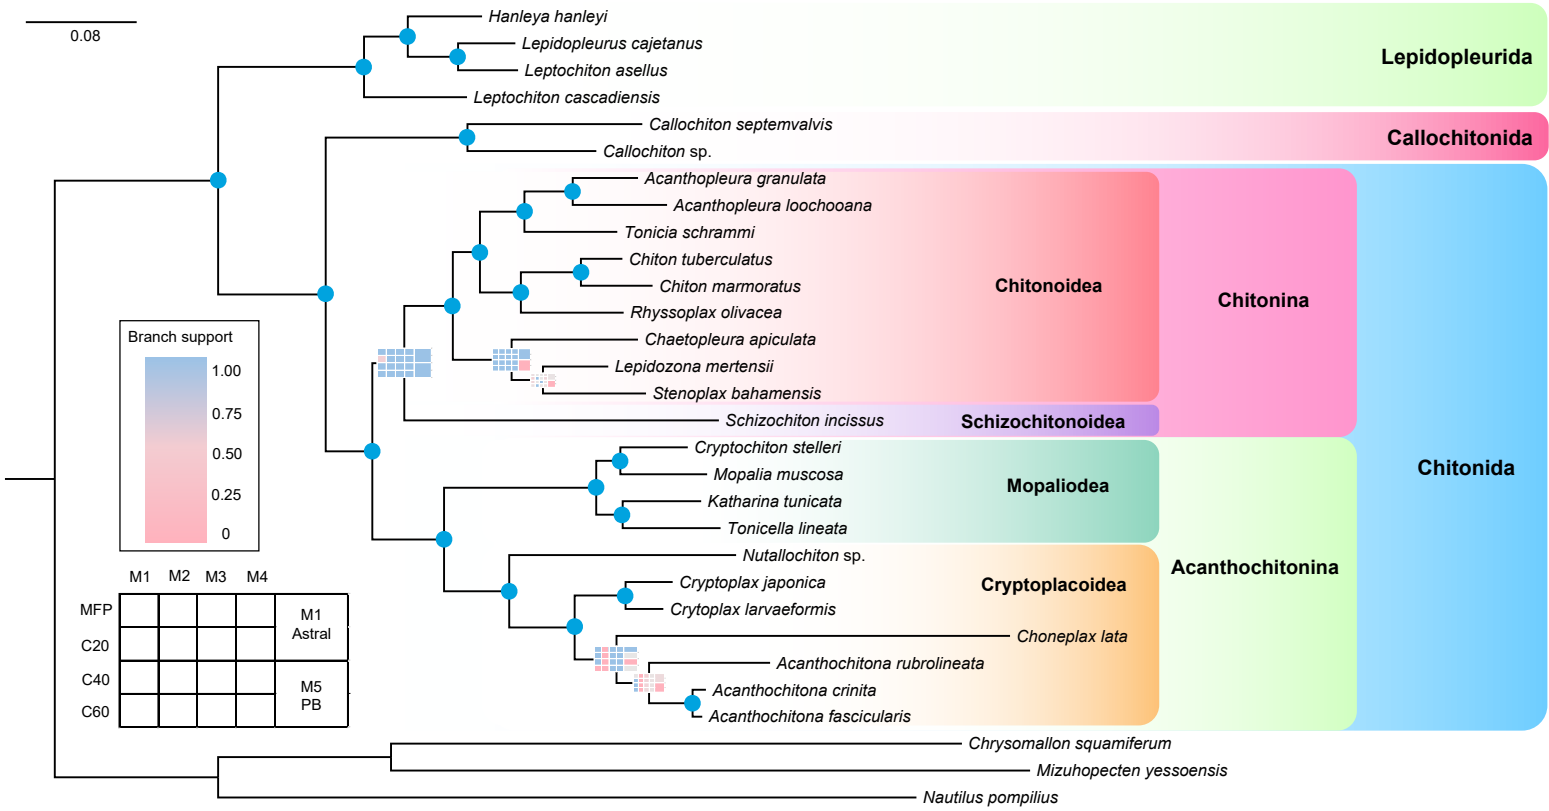 0.08
Hanleya hanleyi
Lepidopleurus cajetanus
Leptochiton asellus
Leptochiton cascadiensis
Lepidopleurida
Callochiton septemvalvis
Callochiton sp.
Callochitonida
Acanthopleura granulata
Acanthopleura loochooana
Tonicia schrammi
Chiton tuberculatus
Chiton marmoratus
Rhyssoplax olivacea
Chaetopleura apiculata
Lepidozona mertensii
Stenoplax bahamensis
Chitonoidea
Schizochiton incissus
Schizochitonoidea
Chitonina
Cryptochiton stelleri
Mopalia muscosa
Katharina tunicata
Tonicella lineata
Mopaliodea
Nutallochiton sp.
Cryptoplax japonica
Crytoplax larvaeformis
Choneplax lata
Acanthochitona rubrolineata
Acanthochitona crinita
Acanthochitona fascicularis
Cryptoplacoidea
Acanthochitonina
Chitonida
Chrysomallon squamiferum
Mizuhopecten yessoensis
Nautilus pompilius
Branch support
1.00
0.75
0.50
0.25
0
M1 M2 M3 M4
MFP
C20
C40
C60
M1
Astral
M5
PB